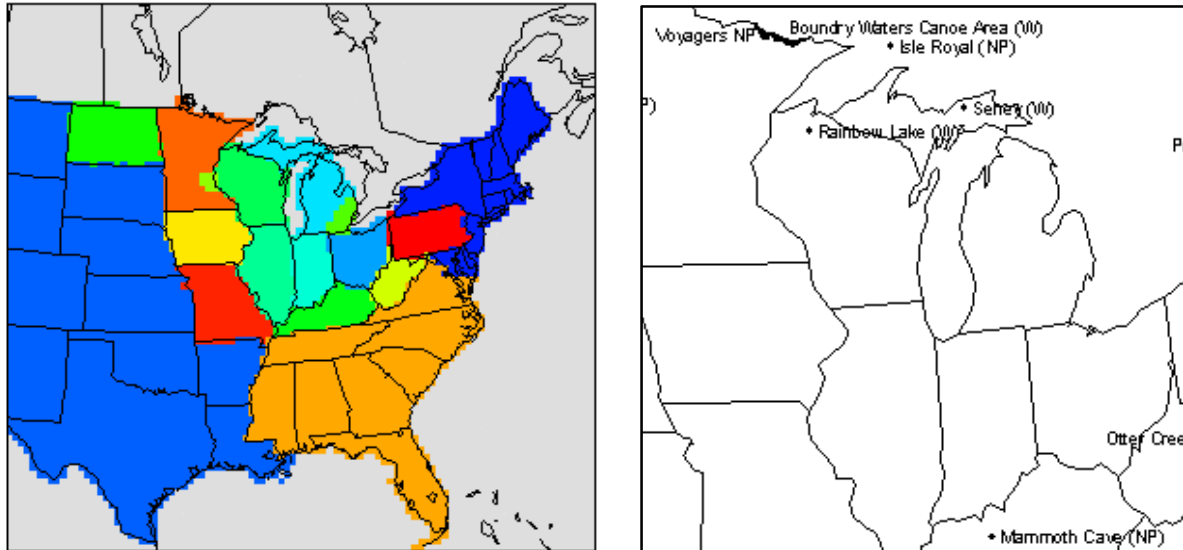 Boundry Waters Canoe Area (W)
Voyagers NP
Isle Royal (NP)
Seney (W)
Rainbow Lake (W)
Otter Cree
Mammoth Cave (NP)